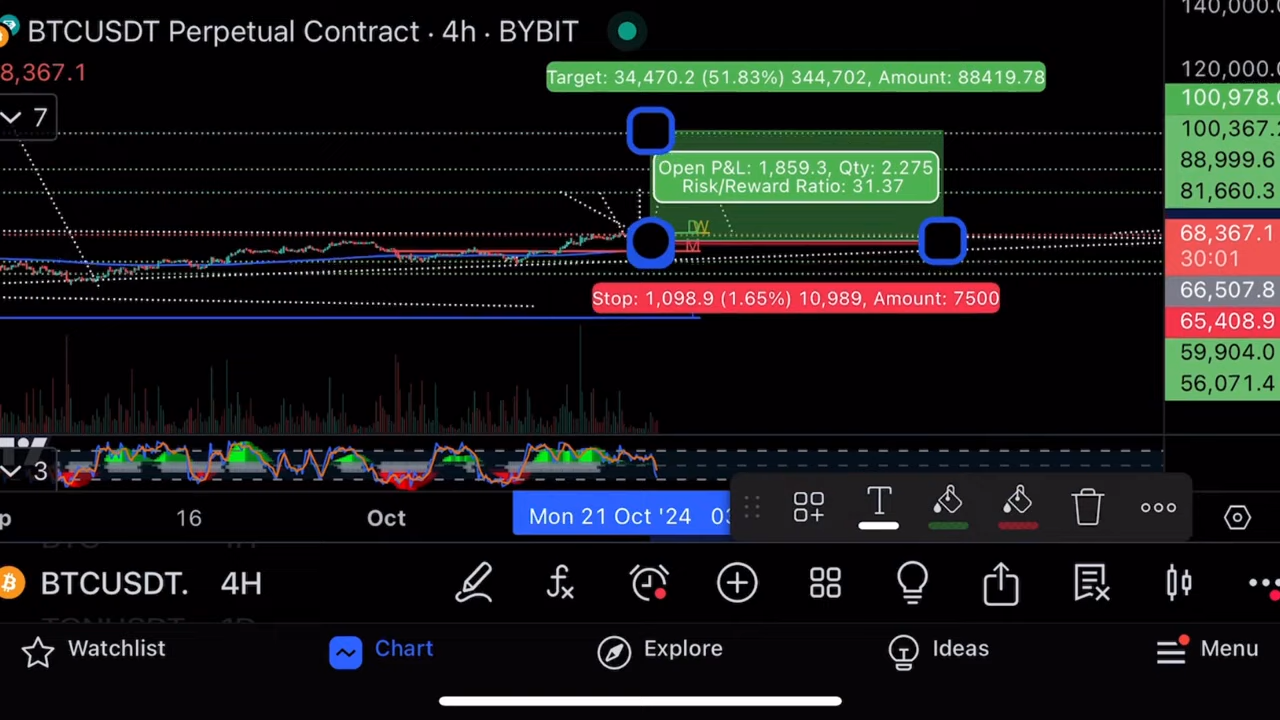 BTCUSDT Perpetual Contract · 4h · BYBIT
140,000.
8,367.1
120,000.0
Target: 34,470.2 (51.83%) 344,702, Amount: 88419.78
100,978.0
7
100,367.2
Open P&L: 1,859.3, Qty: 2.275
Risk/Reward Ratio: 31.37
88,999.6
81,660.3
W
M
68,367.1
30:01
66,507.8
Stop: 1,098.9 (1.65%) 10,989, Amount: 7500
65,408.9
59,904.0
56,071.4
3
p
16
Oct
Mon 21 Oct '24
T
BTCUSDT.
4H
Watchlist
Chart
Explore
Ideas
Menu